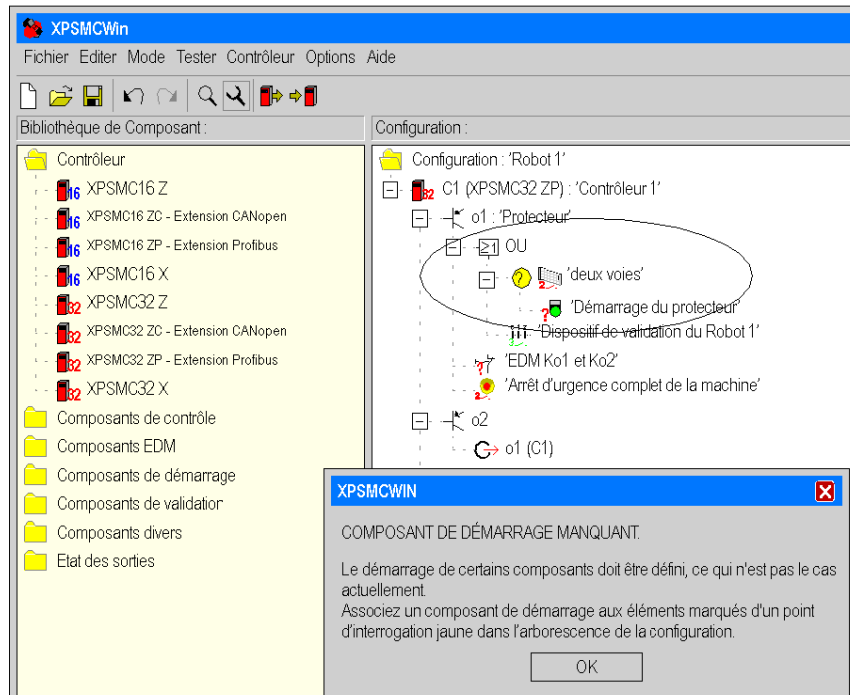 XPSMCWin
Fichier Editer Mode Tester Contrôleur Options Aide
Bibliothèque de Composant :
Contrôleur
16 XPSMC16 Z
16 XPSMC16 ZC - Extension CANopen
16 XPSMC16 ZP - Extension Profibus
16 XPSMC16 X
32 XPSMC32 Z
32 XPSMC32 ZC - Extension CANopen
32 XPSMC32 ZP - Extension Profibus
32 XPSMC32 X
Composants de contrôle
Composants EDM
Composants de démarrage
Composants de validation
Composants divers
Etat des sorties
Configuration :
Configuration : 'Robot 1'
32 C1 (XPSMC32 ZP) : 'Contrôleur 1'
o1 : 'Protecteur'
≥1 OU
? 2 'deux voies'
? 'Démarrage du protecteur'
'Dispositif de validation du Robot 1'
? 'EDM Ko1 et Ko2'
2 'Arrêt d'urgence complet de la machine'
o2
o1 (C1)
XPSMCWIN
COMPOSANT DE DÉMARRAGE MANQUANT.
Le démarrage de certains composants doit être défini, ce qui n'est pas le cas
actuellement.
Associez un composant de démarrage aux éléments marqués d'un point
d'interrogation jaune dans l'arborescence de la configuration.
OK